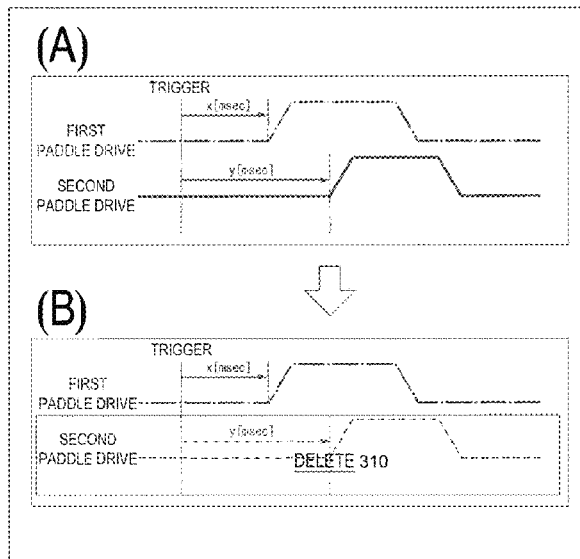 (A)
TRIGGER
x[msec]
FIRST
PADDLE DRIVE
y[msec]
SECOND
PADDLE DRIVE
(B)
TRIGGER
x[msec]
FIRST
PADDLE DRIVE
SECOND
y[msec]
PADDLE DRIVE
DELETE 310